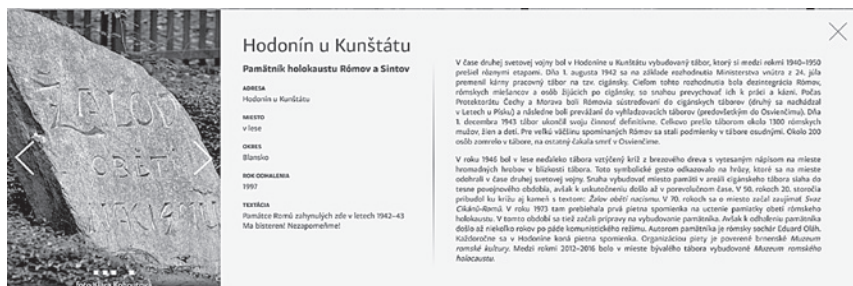 ŽALOV
OBĚTÍ
foto Klára Kohoutová
Hodonín u Kunštátu
Pamätník holokaustu Rómov a Sintov
ADRESA
Hodonín u Kunštátu
MIESTO
v lese
OKRES
Blansko
ROK ODHALENIA
1997
TEXTÁCIA
Památce Romů zahynulých zde v letech 1942–43
Ma bisteren! Nezapomeňme!
V čase druhej svetovej vojny bol v Hodoníne u Kunštátu vybudovaný tábor, ktorý si medzi rokmi 1940–1950
prešiel rôznymi etapami. Dňa 1. augusta 1942 sa na základe rozhodnutia Ministerstva vnútra z 24. júla
premenil kárny pracovný tábor na tzv. cigánsky. Cieľom tohto rozhodnutia bola dezintegrácia Rómov,
rómskych miešancov a osôb žijúcich po cigánsky, so snahou prevychovať ich k práci a kázni. Počas
Protektorátu Čechy a Morava boli Rómovia sústreďovaní do cigánskych táborov (druhý sa nachádzal
v Letech u Písku) a následne boli prevážaní do vyhladzovacích táborov (predovšetkým do Osvienčimu). Dňa
1. decembra 1943 tábor ukončil svoju činnosť definitívne. Celkovo prešlo táborom okolo 1300 rómskych
mužov, žien a detí. Pre veľkú väčšinu spomínaných Rómov sa stali podmienky v tábore osudnými. Okolo 200
osôb zomrelo v tábore, na ostatný čakala smrť v Osvienčime.
V roku 1946 bol v lese neďaleko tábora vztýčený kríž z brezového dreva s vytesaným nápisom na mieste
hromadných hrobov v blízkosti tábora. Toto symbolické gesto odkazovalo na hrôzy, ktoré sa na mieste
odohrali v čase druhej svetovej vojny. Snaha vybudovať miesto pamäti v areáli cigánskeho tábora siaha do
tesne povojnového obdobia, avšak k uskutočneniu došlo až v porevolučnom čase. V 50. rokoch 20. storočia
pribudol ku krížu aj kameň s textom: Žalov obětí nacismu. V 70. rokoch sa o miesto začal zaujímať Svaz
Cikánů-Romů. V roku 1973 tam prebiehala prvá pietna spomienka na uctenie pamiatky obetí rómskeho
holokaustu. V tomto období sa tiež začali prípravy na vybudovanie pamätníka. Avšak k odhaleniu pamätníka
došlo až niekoľko rokov po páde komunistického režimu. Autorom pamätníka je rómsky sochár Eduard Oláh.
Každoročne sa v Hodoníne koná pietna spomienka. Organizáciou piety je poverené brnenské Muzeum
romské kultury. Medzi rokmi 2012–2016 bolo v mieste bývalého tábora vybudované Muzeum romského
holocaustu.